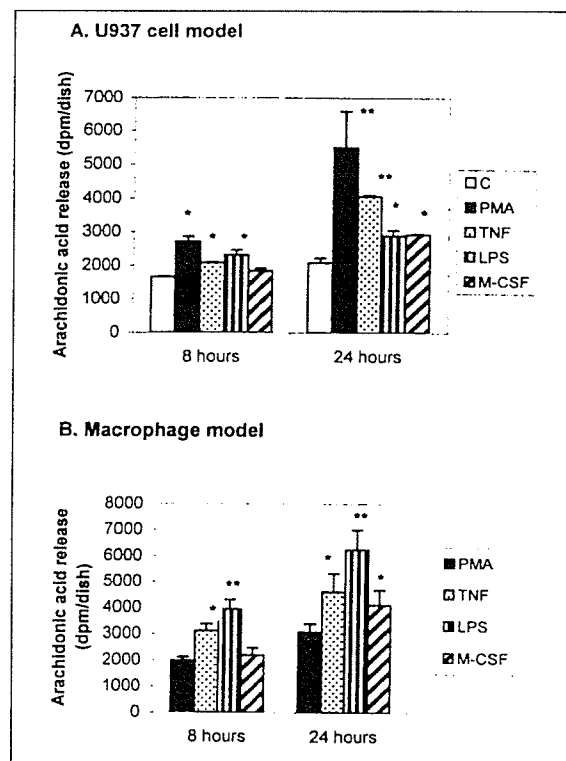 A. U937 cell model
Arachidonic acid release (dpm/dish)
7000
6000
5000
4000
3000
2000
1000
0
*
*
*
**
**
*
*
8 hours
24 hours
C
PMA
TNF
LPS
M-CSF
B. Macrophage model
Arachidonic acid release
(dpm/dish)
8000
7000
6000
5000
4000
3000
2000
1000
0
*
**
*
**
*
8 hours
24 hours
PMA
TNF
LPS
M-CSF